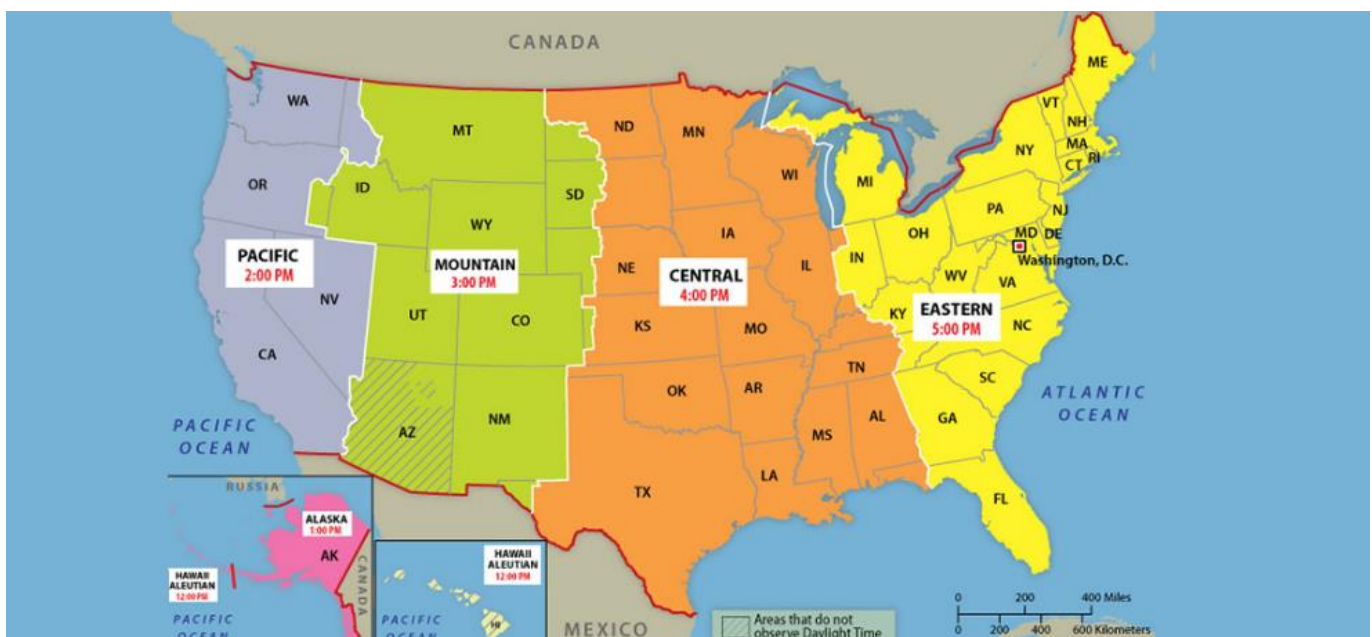 CANADA
ME
WA
VT
NH
ND
MT
MN
MA
NY
RI
CT
WI
OR
ID
SD
MI
PA
NJ
WY
OH
MD
DE
IA
PACIFIC
2:00 PM
MOUNTAIN
3:00 PM
NE
CENTRAL
4:00 PM
IL
IN
Washington, D.C.
WV
VA
NV
UT
CO
KS
MO
KY
EASTERN
5:00 PM
NC
CA
TN
SC
OK
AR
ATLANTIC
OCEAN
PACIFIC
OCEAN
AZ
NM
MS
AL
GA
LA
RUSSIA
TX
FL
ALASKA
1:00 PM
AK
CANADA
HAWAII
ALEUTIAN
12:00 PM
HAWAII
ALEUTIAN
12:00 PM
0 200 400 Miles
0 200 400 600 Kilometers
PACIFIC
OCEAN
PACIFIC
OCEAN
HI
MEXICO
Areas that do not
observe Daylight Time